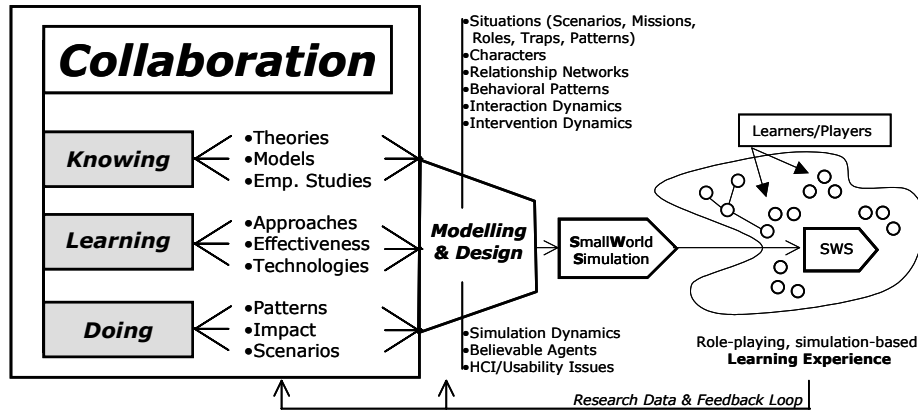 Collaboration
Knowing
•Theories
•Models
•Emp. Studies
Learning
•Approaches
•Effectiveness
•Technologies
Doing
•Patterns
•Impact
•Scenarios
•Situations (Scenarios, Missions,
Roles, Traps, Patterns)
•Characters
•Relationship Networks
•Behavioral Patterns
•Interaction Dynamics
•Intervention Dynamics
Modelling
& Design
•Simulation Dynamics
•Believable Agents
•HCI/Usability Issues
SmallWorld
Simulation
Learners/Players
SWS
Role-playing, simulation-based
Learning Experience
Research Data & Feedback Loop